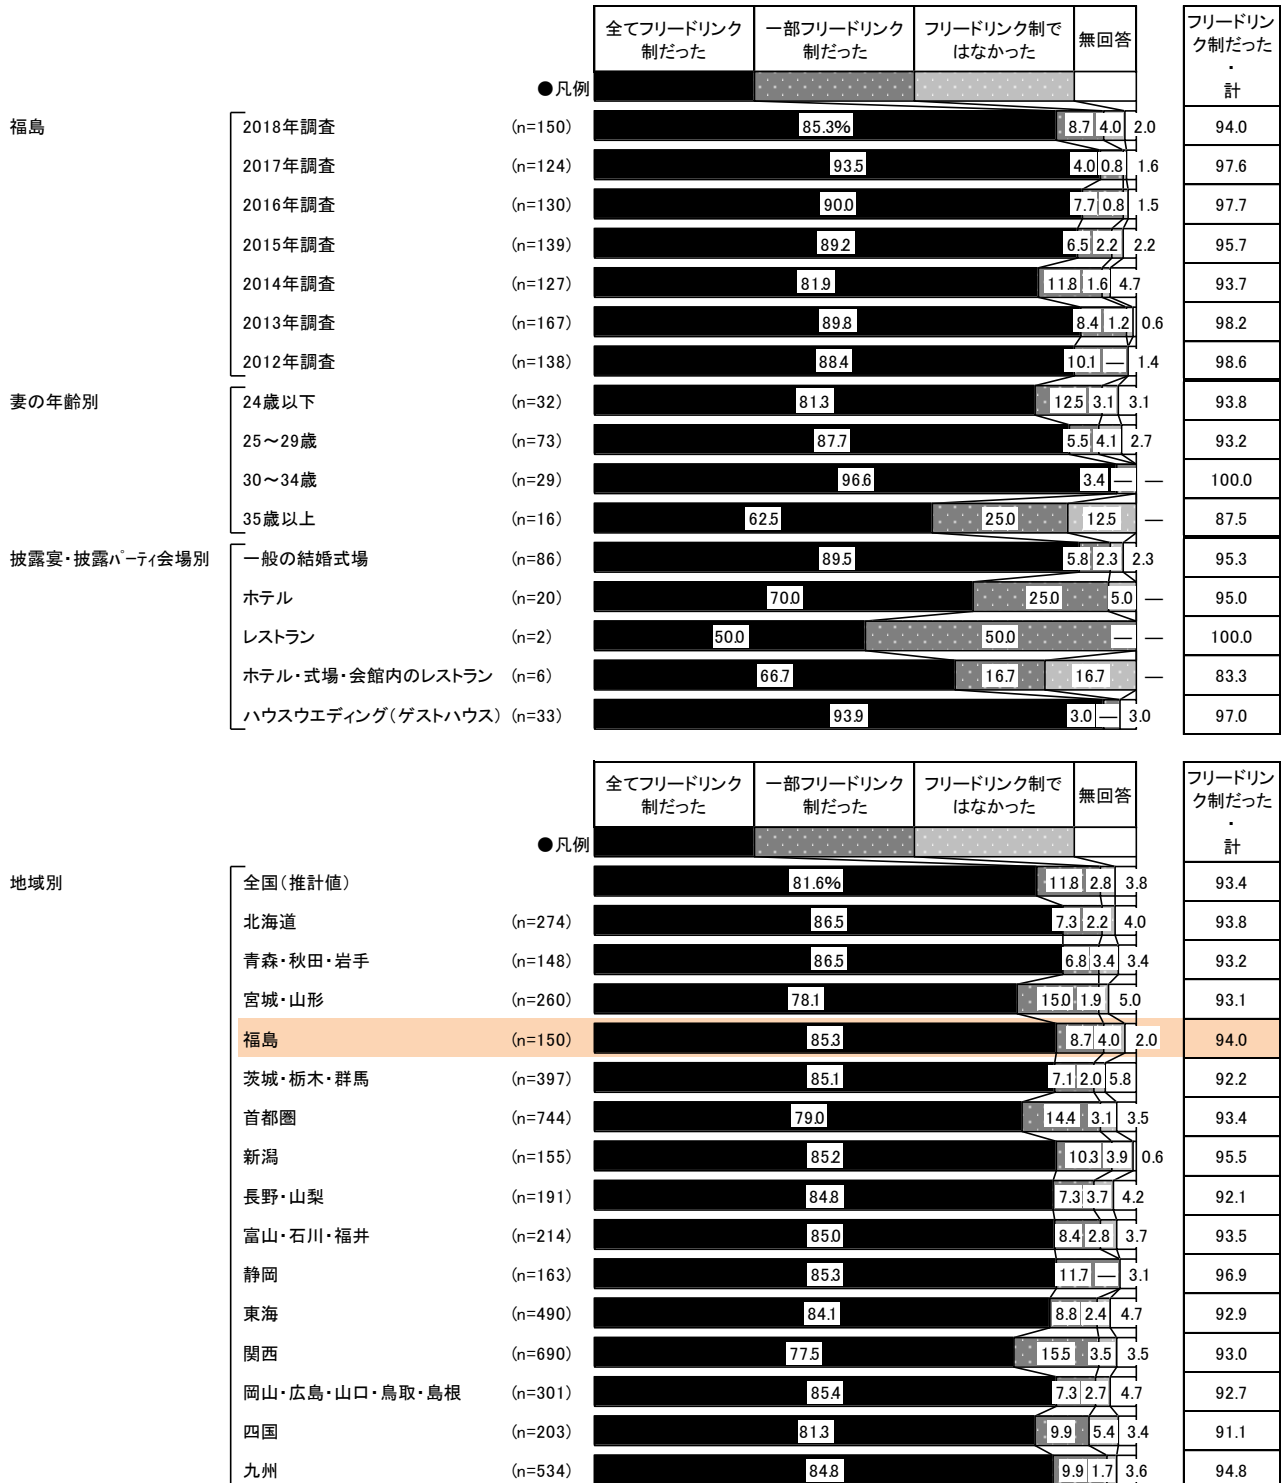 全てフリードリンク
制だった
一部フリードリンク
制だった
フリードリンク制で
はなかった
無回答
フリードリン
ク制だった
・
計
●凡例
福島
2018年調査 (n=150) 85.3% 8.7 4.0 2.0 94.0
2017年調査 (n=124) 93.5 4.0 0.8 1.6 97.6
2016年調査 (n=130) 90.0 7.7 0.8 1.5 97.7
2015年調査 (n=139) 89.2 6.5 2.2 2.2 95.7
2014年調査 (n=127) 81.9 11.8 1.6 4.7 93.7
2013年調査 (n=167) 89.8 8.4 1.2 0.6 98.2
2012年調査 (n=138) 88.4 10.1 — 1.4 98.6
妻の年齢別
24歳以下 (n=32) 81.3 12.5 3.1 3.1 93.8
25～29歳 (n=73) 87.7 5.5 4.1 2.7 93.2
30～34歳 (n=29) 96.6 3.4 — — 100.0
35歳以上 (n=16) 62.5 25.0 12.5 — 87.5
披露宴・披露パーティ会場別
一般の結婚式場 (n=86) 89.5 5.8 2.3 2.3 95.3
ホテル (n=20) 70.0 25.0 5.0 — 95.0
レストラン (n=2) 50.0 50.0 — — 100.0
ホテル・式場・会館内のレストラン (n=6) 66.7 16.7 16.7 — 83.3
ハウスウエディング（ゲストハウス） (n=33) 93.9 3.0 — 3.0 97.0
全てフリードリンク
制だった
一部フリードリンク
制だった
フリードリンク制で
はなかった
無回答
フリードリン
ク制だった
・
計
●凡例
地域別
全国（推計値） 81.6% 11.8 2.8 3.8 93.4
北海道 (n=274) 86.5 7.3 2.2 4.0 93.8
青森・秋田・岩手 (n=148) 86.5 6.8 3.4 3.4 93.2
宮城・山形 (n=260) 78.1 15.0 1.9 5.0 93.1
福島 (n=150) 85.3 8.7 4.0 2.0 94.0
茨城・栃木・群馬 (n=397) 85.1 7.1 2.0 5.8 92.2
首都圏 (n=744) 79.0 14.4 3.1 3.5 93.4
新潟 (n=155) 85.2 10.3 3.9 0.6 95.5
長野・山梨 (n=191) 84.8 7.3 3.7 4.2 92.1
富山・石川・福井 (n=214) 85.0 8.4 2.8 3.7 93.5
静岡 (n=163) 85.3 11.7 — 3.1 96.9
東海 (n=490) 84.1 8.8 2.4 4.7 92.9
関西 (n=690) 77.5 15.5 3.5 3.5 93.0
岡山・広島・山口・鳥取・島根 (n=301) 85.4 7.3 2.7 4.7 92.7
四国 (n=203) 81.3 9.9 5.4 3.4 91.1
九州 (n=534) 84.8 9.9 1.7 3.6 94.8